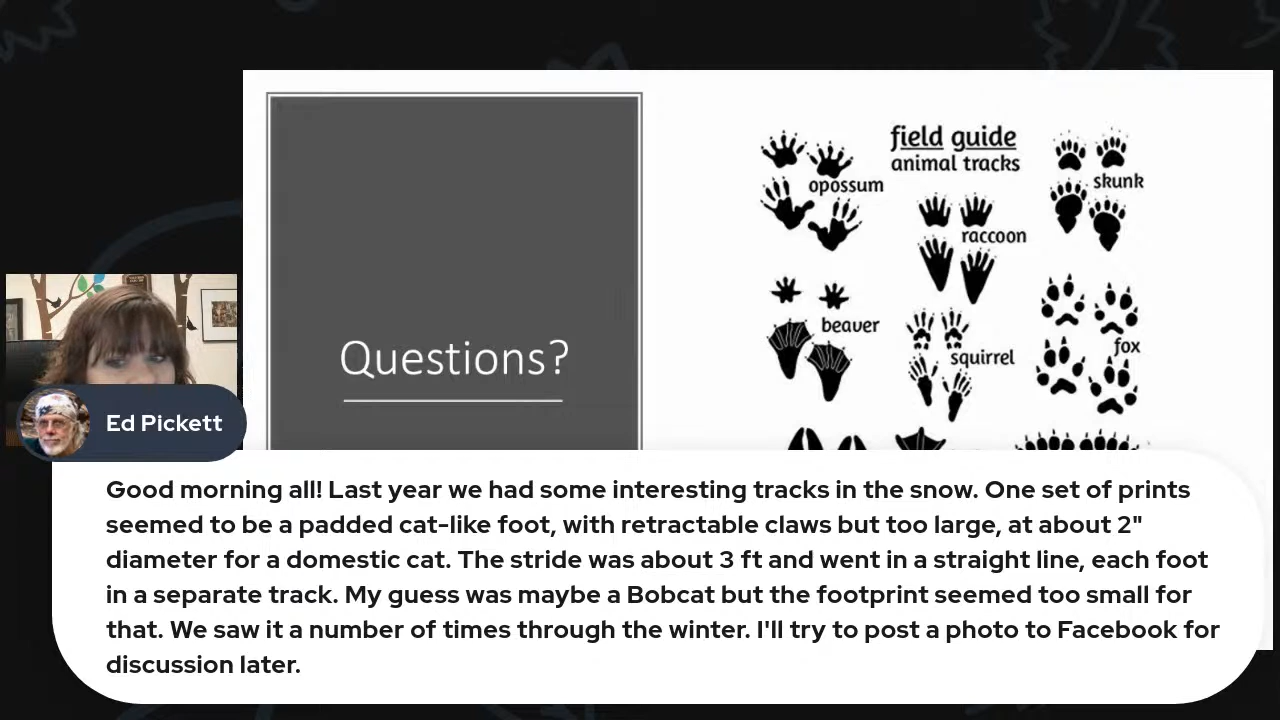 field guide
animal tracks
opossum
skunk
raccoon
beaver
squirrel
fox
Questions?
Ed Pickett
Good morning all! Last year we had some interesting tracks in the snow. One set of prints
seemed to be a padded cat-like foot, with retractable claws but too large, at about 2"
diameter for a domestic cat. The stride was about 3 ft and went in a straight line, each foot
in a separate track. My guess was maybe a Bobcat but the footprint seemed too small for
that. We saw it a number of times through the winter. I'll try to post a photo to Facebook for
discussion later.